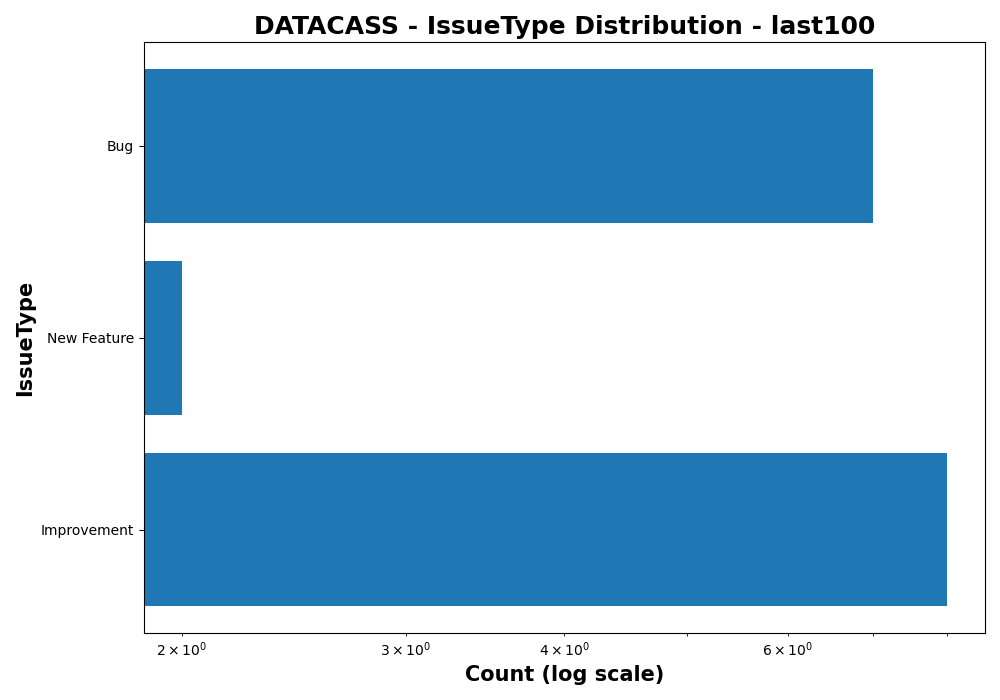 DATACASS - IssueType Distribution - last100
IssueType
Bug
New Feature
Improvement
2 × 10⁰
3 × 10⁰
4 × 10⁰
6 × 10⁰
Count (log scale)